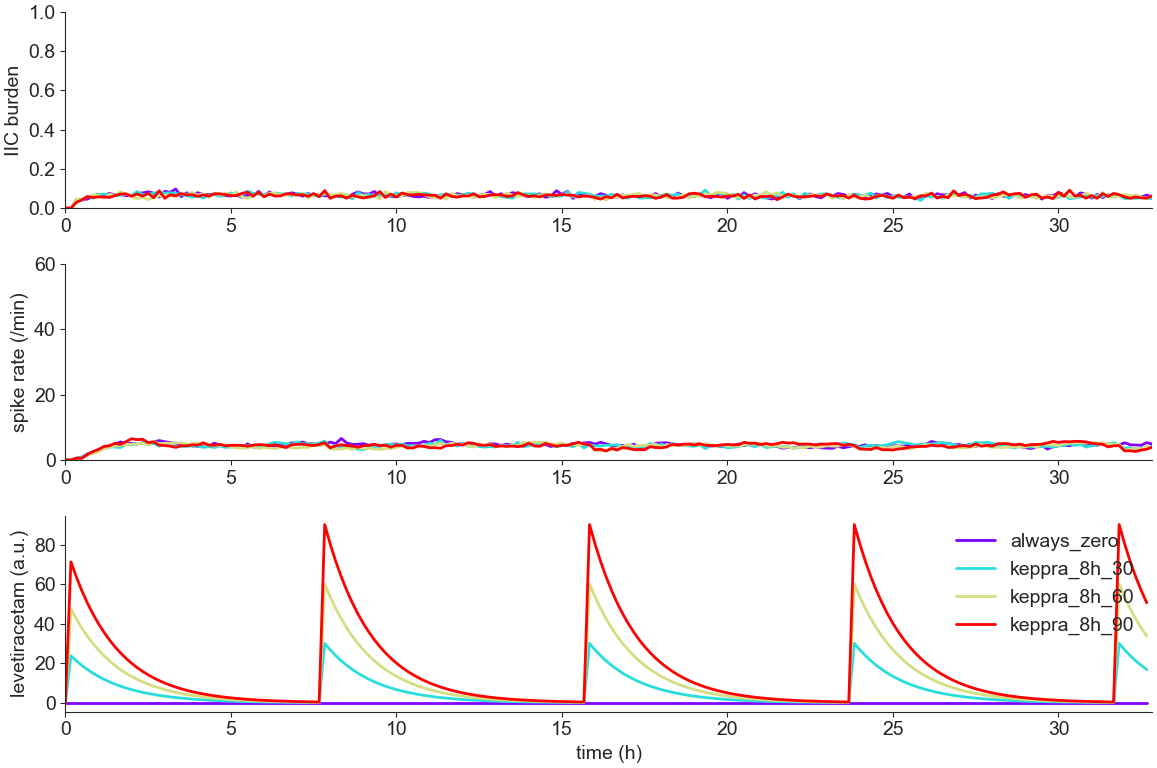 1.0
0.8
0.6
0.4
0.2
0.0
IIC burden
0 5 10 15 20 25 30
60
40
20
0
spike rate (/min)
0 5 10 15 20 25 30
80
60
40
20
0
levetiracetam (a.u.)
always_zero
keppra_8h_30
keppra_8h_60
keppra_8h_90
0 5 10 15 20 25 30
time (h)